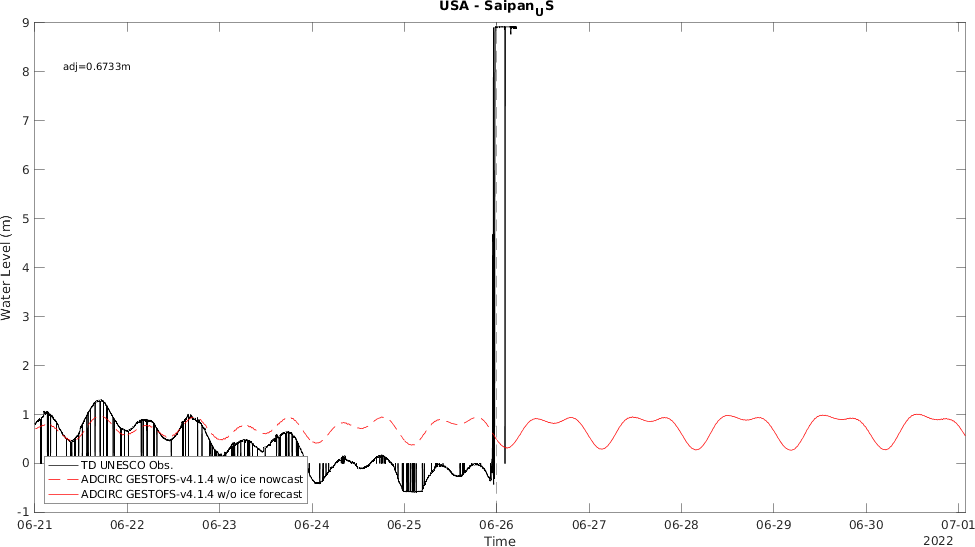 USA - SaipanUS
adj=0.6733m
Water Level (m)
9
8
7
6
5
4
3
2
1
0
-1
TD UNESCO Obs.
ADCIRC GESTOFS-v4.1.4 w/o ice nowcast
ADCIRC GESTOFS-v4.1.4 w/o ice forecast
06-21 06-22 06-23 06-24 06-25 06-26 06-27 06-28 06-29 06-30 07-01
Time
2022